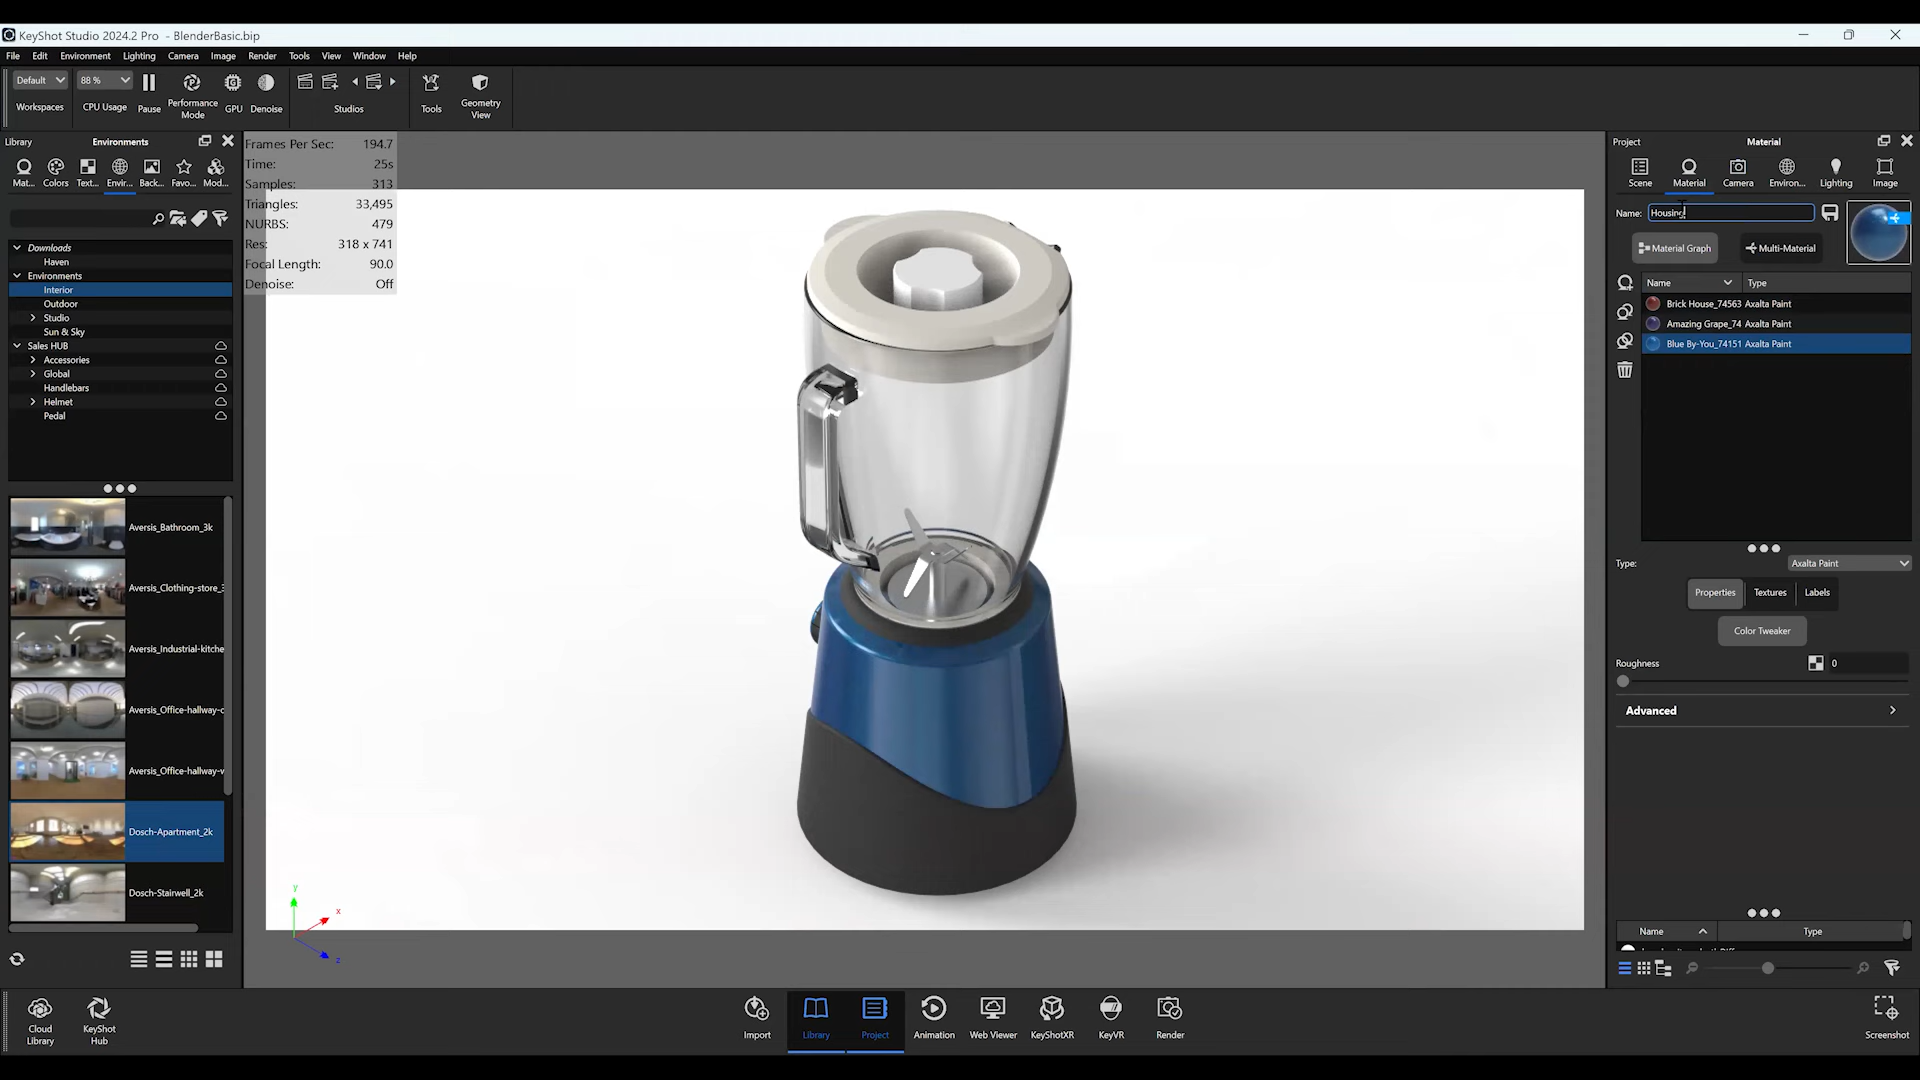 KeyShot Studio 2024.2 Pro - BlenderBasic.bip
File Edit Environment Lighting Camera Image Render Tools View Window Help
Default 88 %
Workspaces CPU Usage Pause Performance Mode GPU Denoise Studios Tools Geometry View
Library Environments
Mat... Colors Text... Envir... Back... Favo... Mod...
Downloads
Haven
Environments
Interior
Outdoor
Studio
Sun & Sky
Sales HUB
Accessories
Global
Handlebars
Helmet
Pedal
Aversis_Bathroom_3k
Aversis_Clothing-store_3
Aversis_Industrial-kitche
Aversis_Office-hallway-c
Aversis_Office-hallway-v
Dosch-Apartment_2k
Dosch-Stairwell_2k
Frames Per Sec: 194.7
Time: 25s
Samples: 313
Triangles: 33,495
NURBS: 479
Res: 318 x 741
Focal Length: 90.0
Denoise: Off
y
x
z
Project Material
Scene Material Camera Environ... Lighting Image
Name: Housing
Material Graph Multi-Material
Name Type
Brick House_74563 Axalta Paint
Amazing Grape_74 Axalta Paint
Blue By-You_74151 Axalta Paint
Type: Axalta Paint
Properties Textures Labels
Color Tweaker
Roughness 0
Advanced
Name Type
Cloud Library
KeyShot Hub
Import Library Project Animation Web Viewer KeyShotXR KeyVR Render
Screenshot